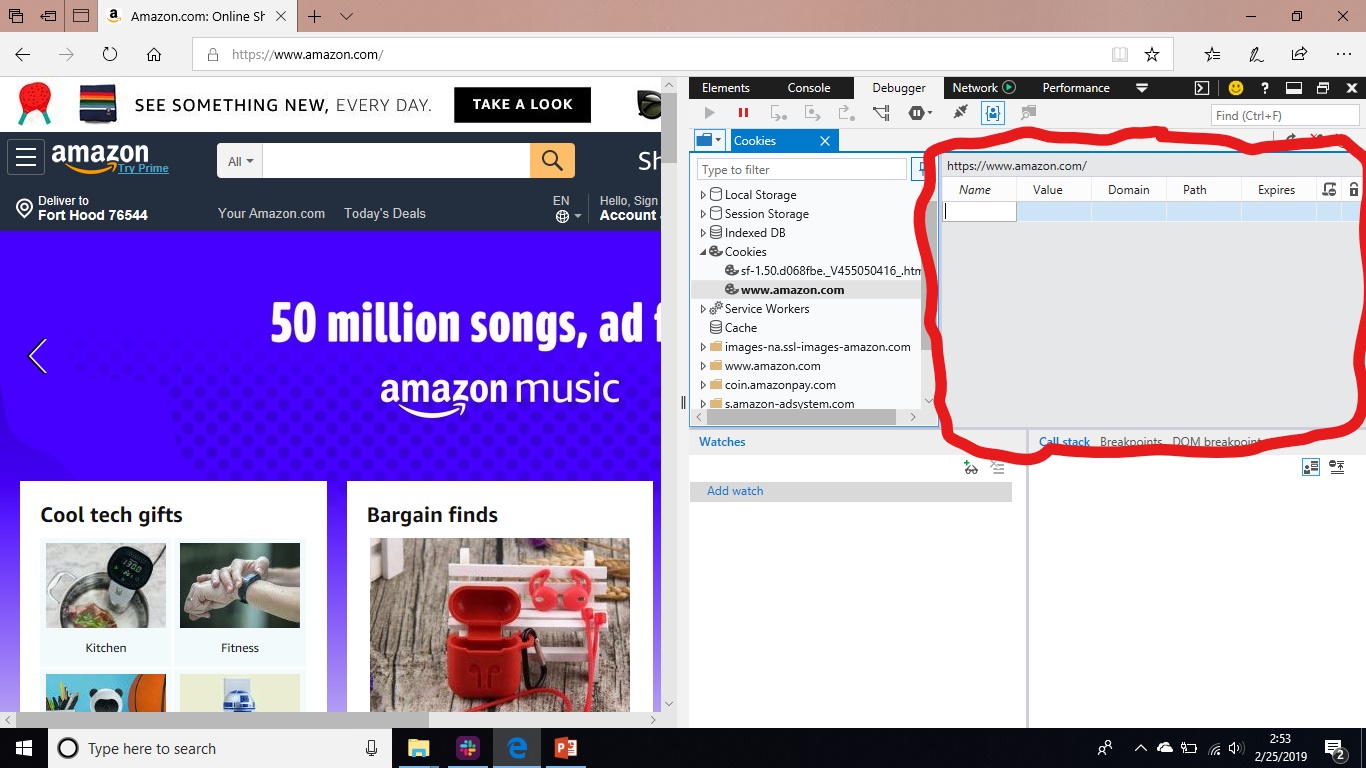 Amazon.com: Online Sh
https://www.amazon.com/
SEE SOMETHING NEW, EVERY DAY.
TAKE A LOOK
amazon
Try Prime
All
Sh
Deliver to
Fort Hood 76544
Your Amazon.com
Today's Deals
EN
Hello, Sign
Account
50 million songs, ad f
amazon music
Cool tech gifts
Kitchen
Fitness
Bargain finds
Elements
Console
Debugger
Network
Performance
Find (Ctrl+F)
Cookies
Type to filter
Local Storage
Session Storage
Indexed DB
Cookies
sf-1.50.d068fbe._V455050416_.htm
www.amazon.com
Service Workers
Cache
images-na.ssl-images-amazon.com
www.amazon.com
coin.amazonpay.com
s.amazon-adsystem.com
https://www.amazon.com/
Name Value Domain Path Expires
Watches
Add watch
Call stack
Breakpoints
DOM breakpoint
Type here to search
2:53
2/25/2019
2